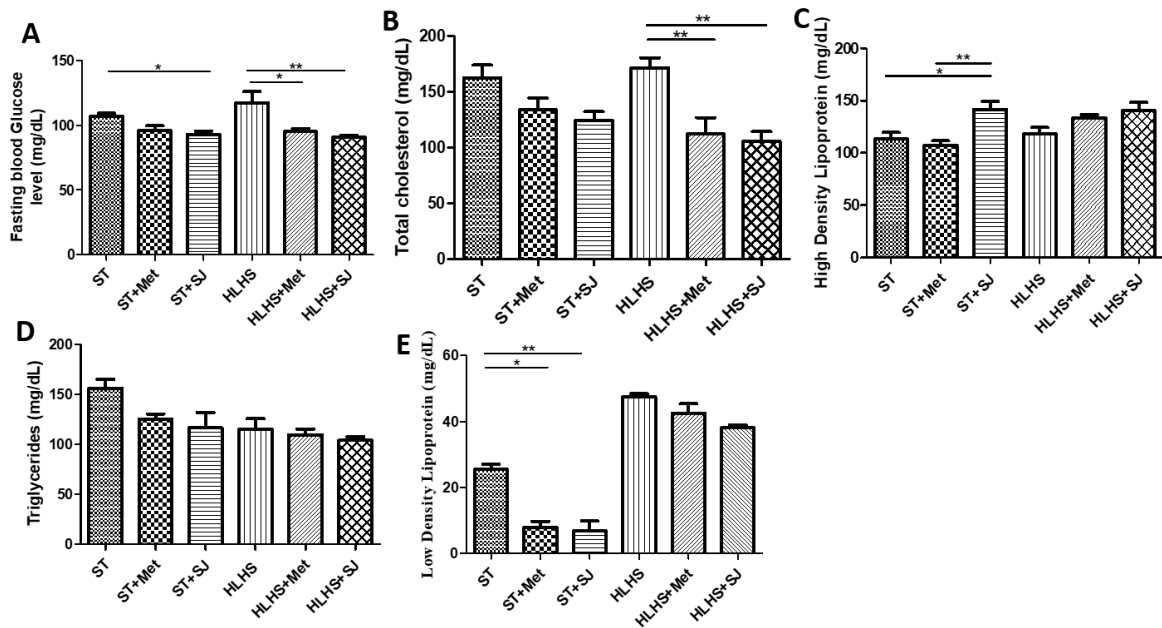 A
Fasting blood Glucose
level (mg/dL)
150
100
50
0
*
**
*
ST
ST+Met
ST+SJ
HLHS
HLHS+Met
HLHS+SJ
B
Total cholesterol (mg/dL)
200
150
100
50
0
**
**
ST
ST+Met
ST+SJ
HLHS
HLHS+Met
HLHS+SJ
C
High Density Lipoprotein (mg/dL)
200
150
100
50
0
**
*
ST
ST+Met
ST+SJ
HLHS
HLHS+Met
HLHS+SJ
D
Triglycerides (mg/dL)
200
150
100
50
0
ST
ST+Met
ST+SJ
HLHS
HLHS+Met
HLHS+SJ
E
Low Density Lipoprotein (mg/dL)
60
40
20
0
**
*
ST
ST+Met
ST+SJ
HLHS
HLHS+Met
HLHS+SJ